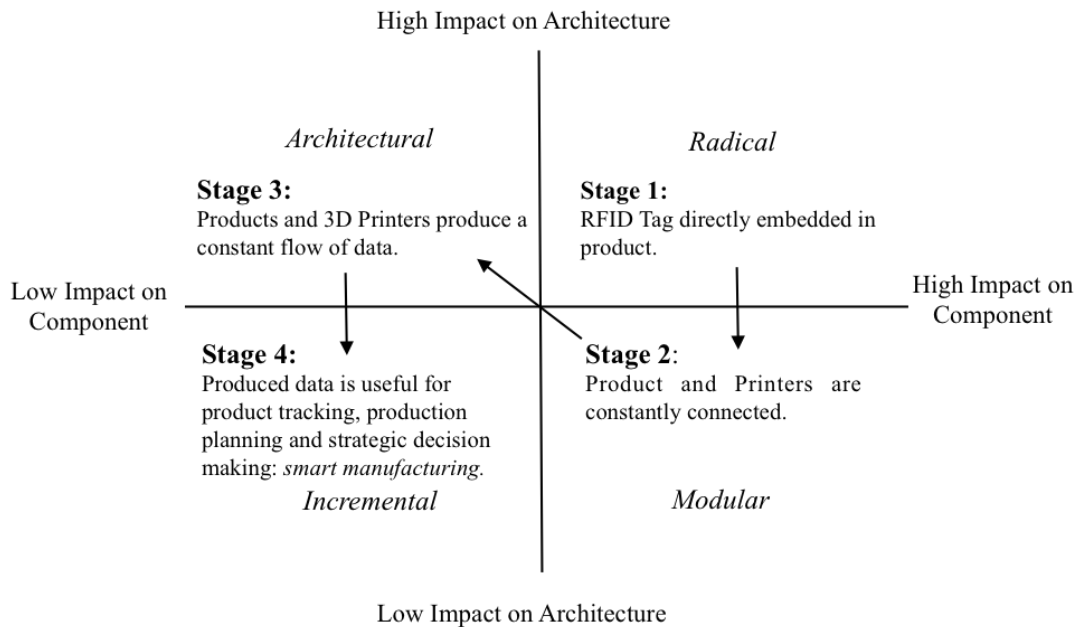 High Impact on Architecture
Architectural
Radical
Stage 3:
Products and 3D Printers produce a
constant flow of data.
Stage 1:
RFID Tag directly embedded in
product.
Low Impact on
Component
High Impact on
Component
Stage 4:
Produced data is useful for
product tracking, production
planning and strategic decision
making: smart manufacturing.
Incremental
Stage 2:
Product and Printers are
constantly connected.
Modular
Low Impact on Architecture